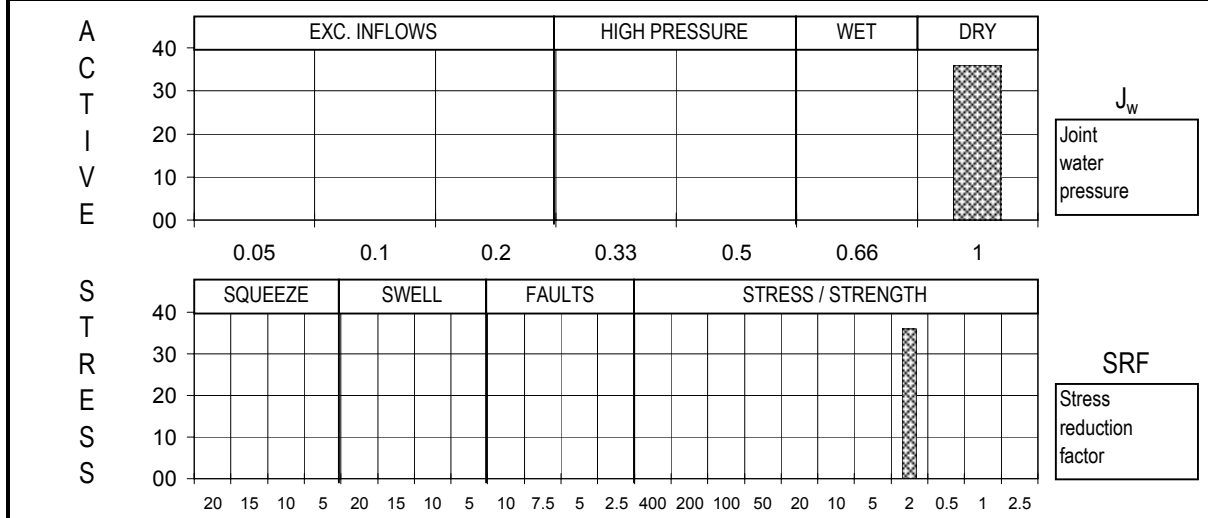 ACTIVE
EXC. INFLOWS HIGH PRESSURE WET DRY
40
30
20
10
00
0.05 0.1 0.2 0.33 0.5 0.66 1
Jw
Joint
water
pressure
STRESS
SQUEEZE SWELL FAULTS STRESS / STRENGTH
40
30
20
10
00
20 15 10 5 20 15 10 5 10 7.5 5 2.5 400 200 100 50 20 10 5 2 0.5 1 2.5
SRF
Stress
reduction
factor